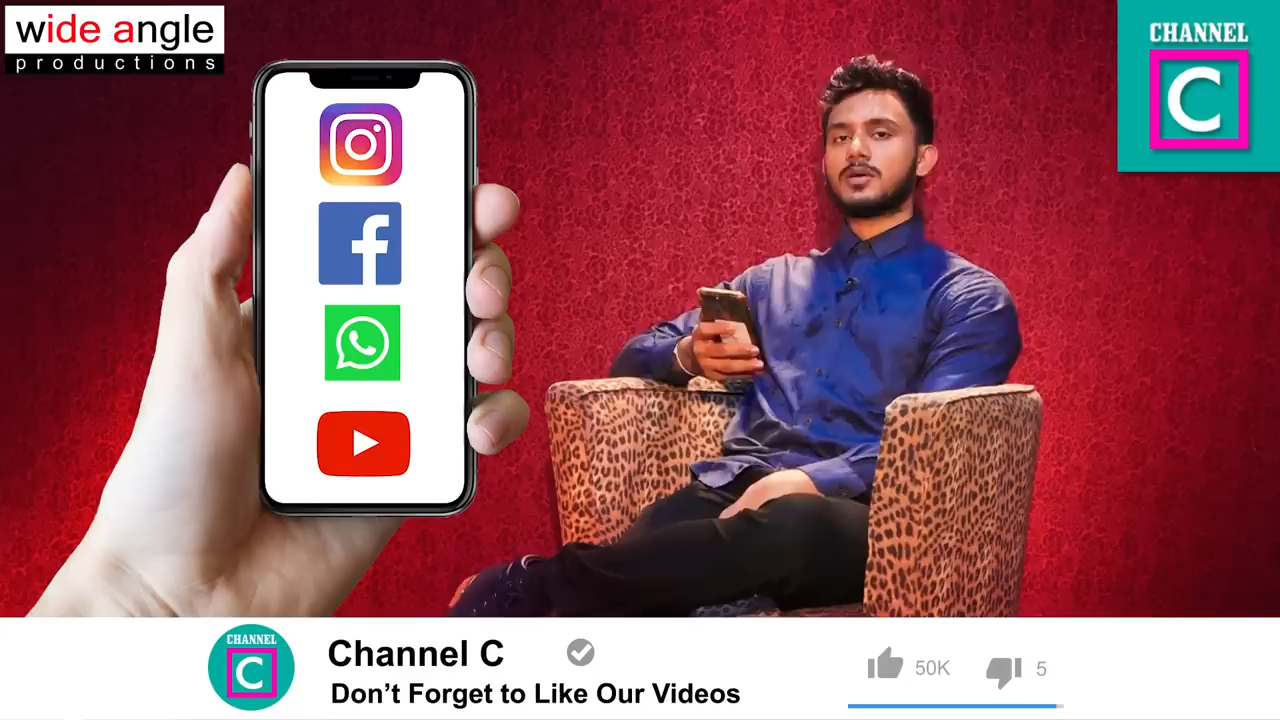 wide angle
productions
CHANNEL
C
CHANNEL
C
Channel C
Don't Forget to Like Our Videos
50K
5